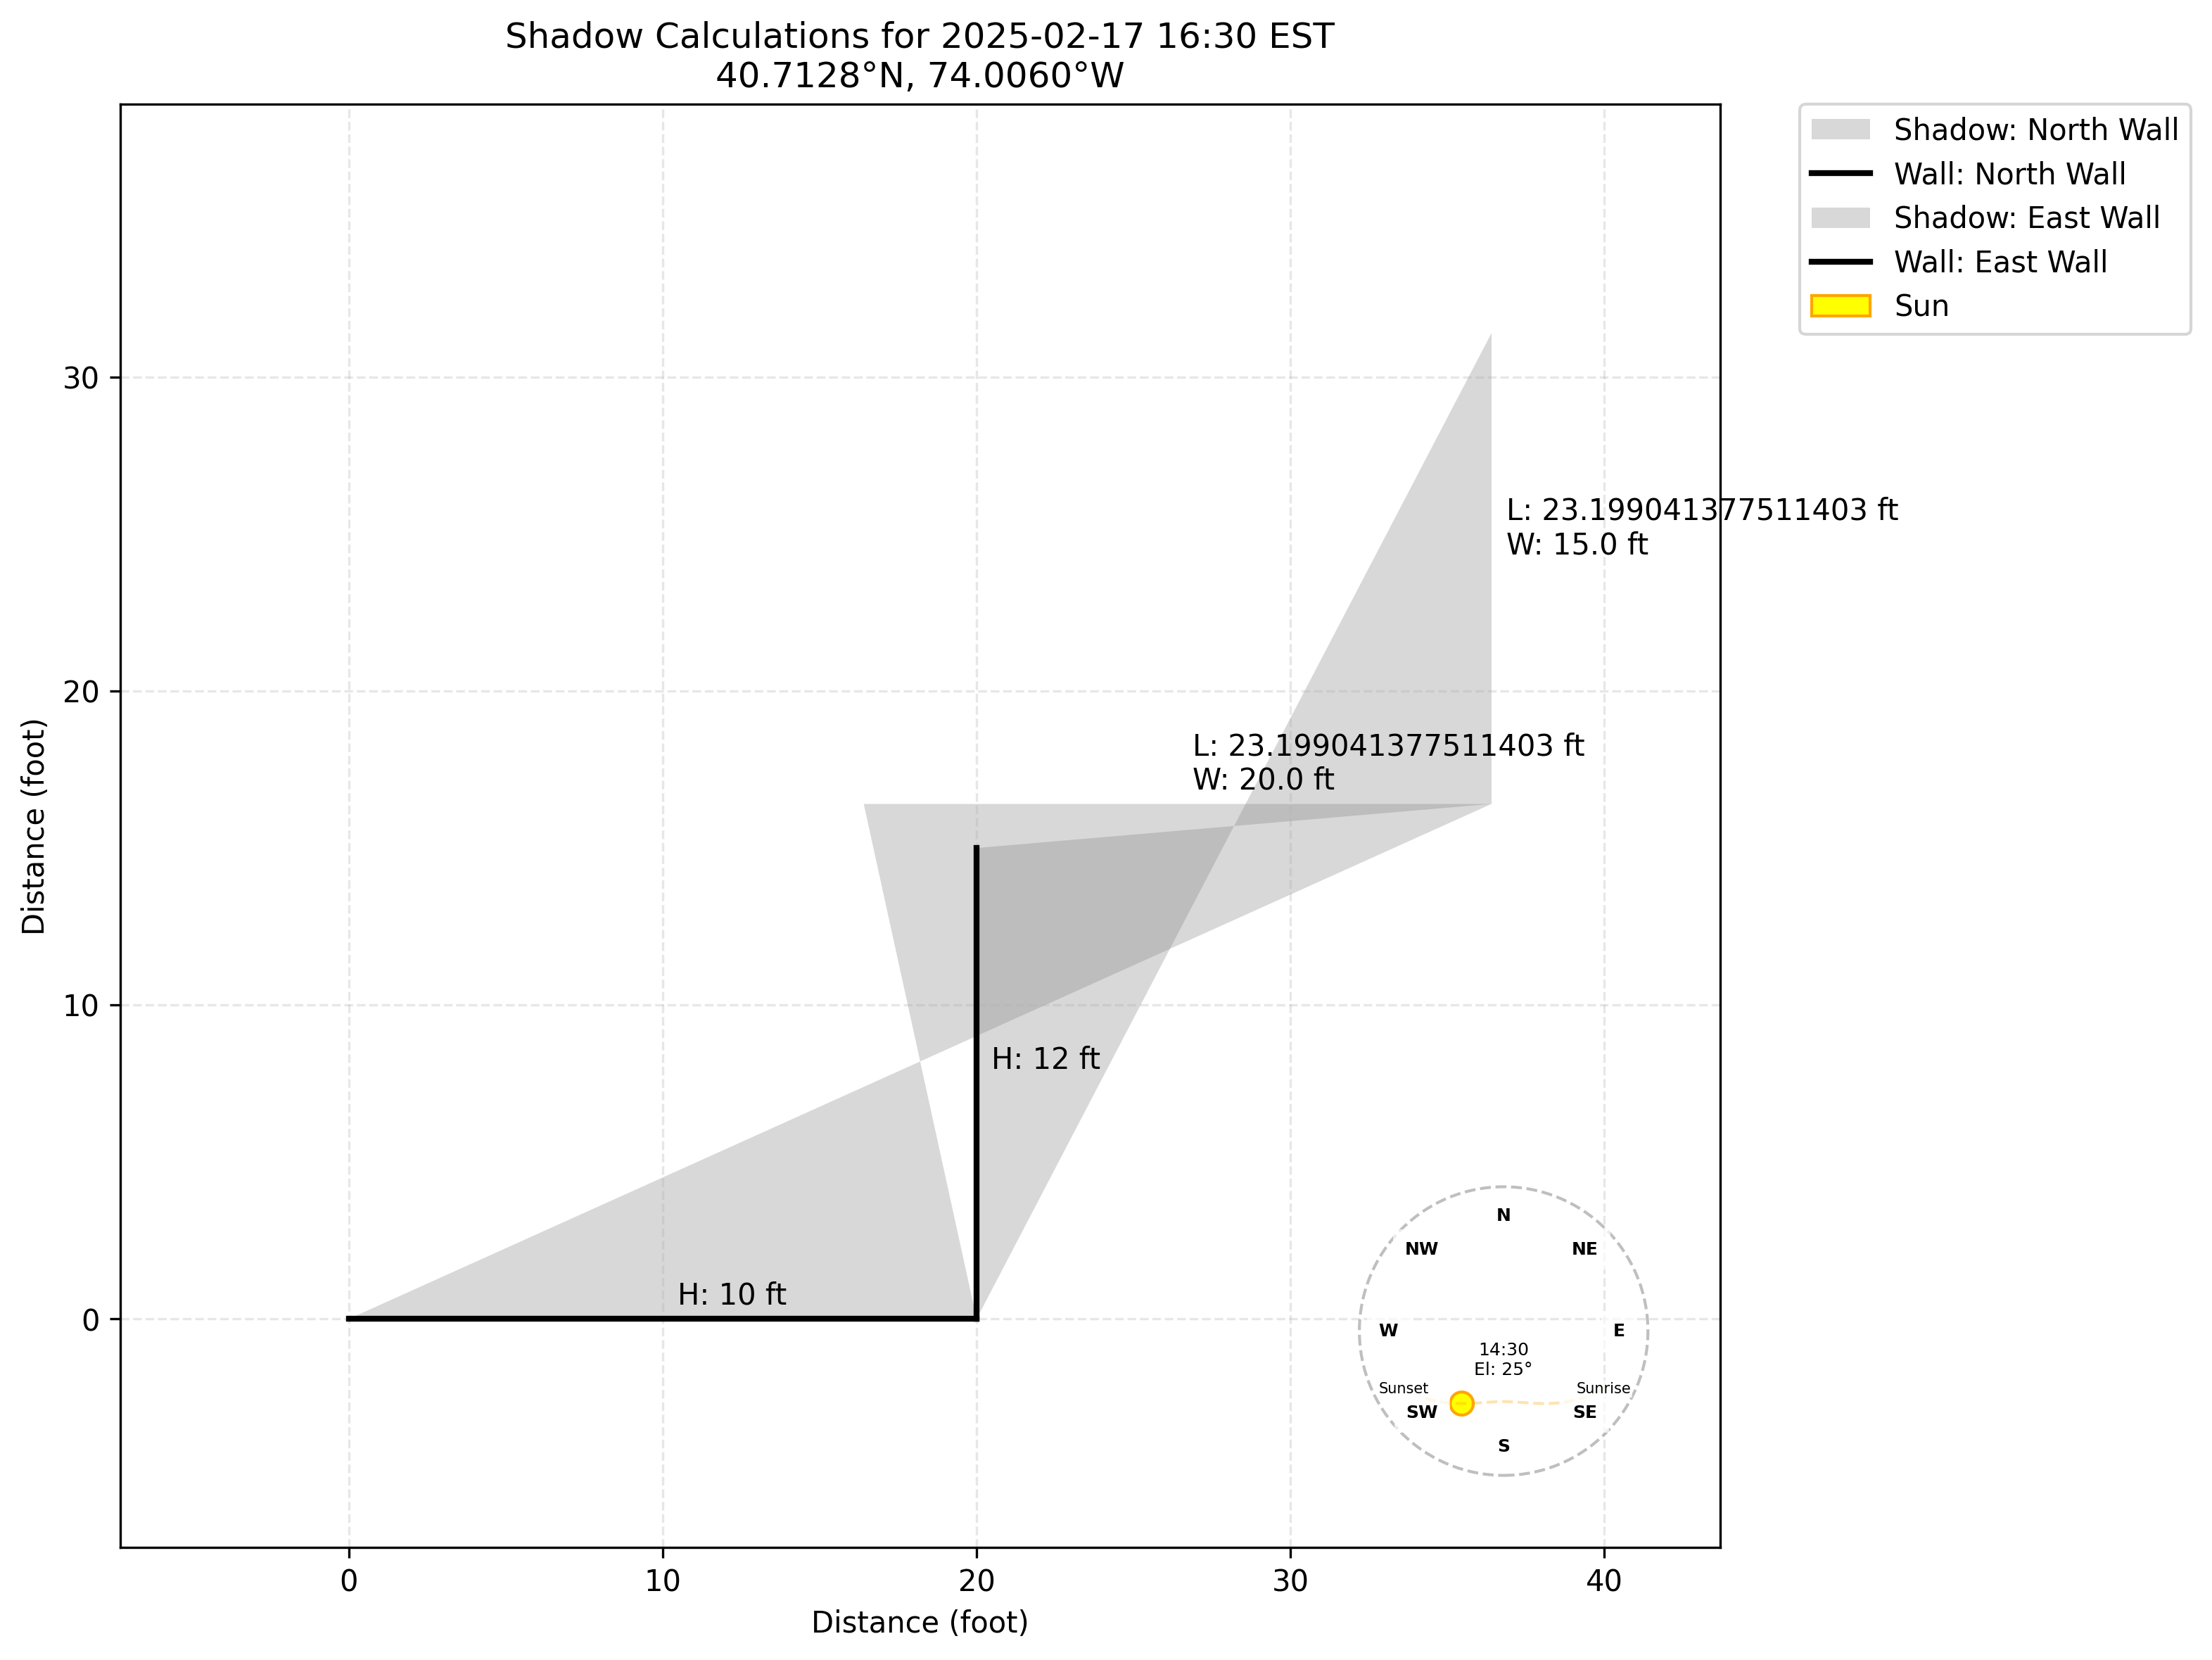 Shadow Calculations for 2025-02-17 16:30 EST
40.7128°N, 74.0060°W
Shadow: North Wall
Wall: North Wall
Shadow: East Wall
Wall: East Wall
Sun
Distance (foot)
30
20
10
0
L: 23.199041377511403 ft
W: 15.0 ft
L: 23.199041377511403 ft
W: 20.0 ft
H: 12 ft
H: 10 ft
N
NW
NE
W
E
14:30
El: 25°
Sunset
Sunrise
SW
SE
S
0
10
20
30
40
Distance (foot)